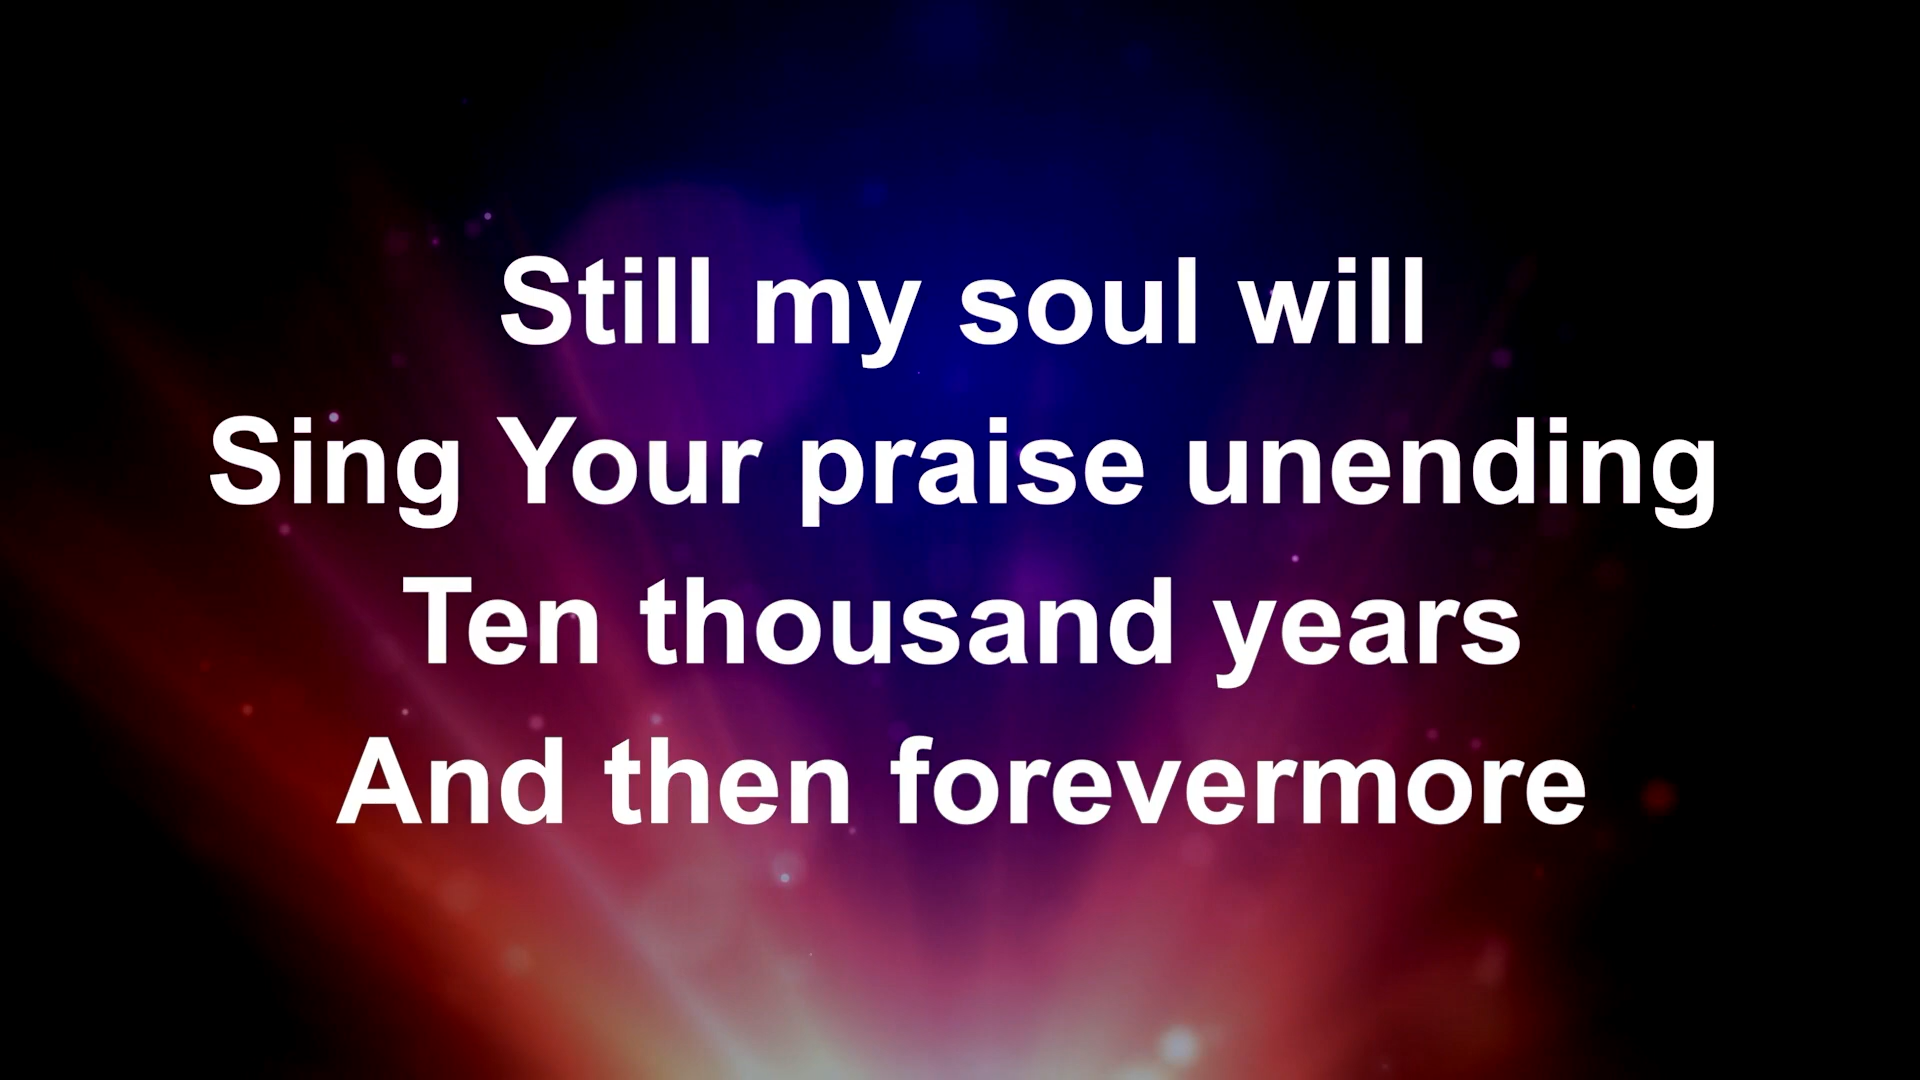 Still my soul will
Sing Your praise unending
Ten thousand years
And then forevermore